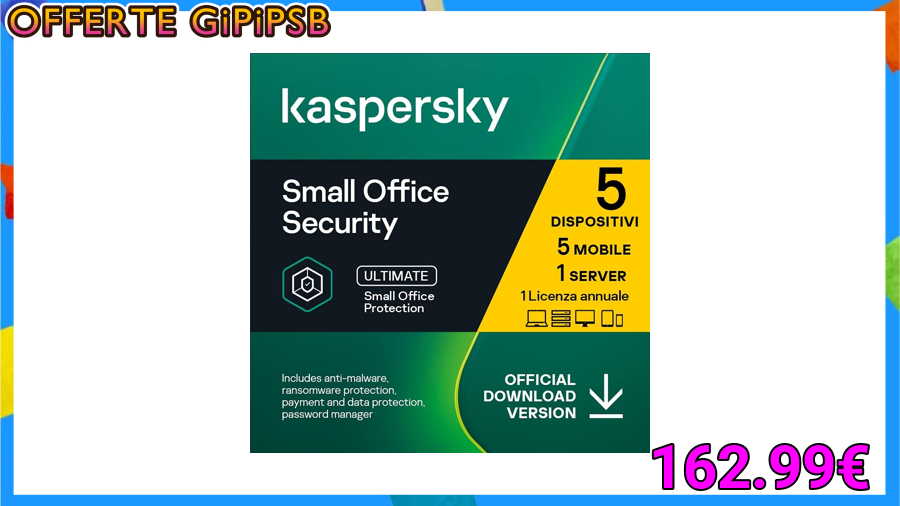 OFFERTE GiPiPSB
kaspersky
Small Office
Security
ULTIMATE
Small Office
Protection
5
DISPOSITIVI
5 MOBILE
1 SERVER
1 Licenza annuale
Includes anti-malware,
ransomware protection,
payment and data protection,
password manager
OFFICIAL
DOWNLOAD
VERSION
162.99€